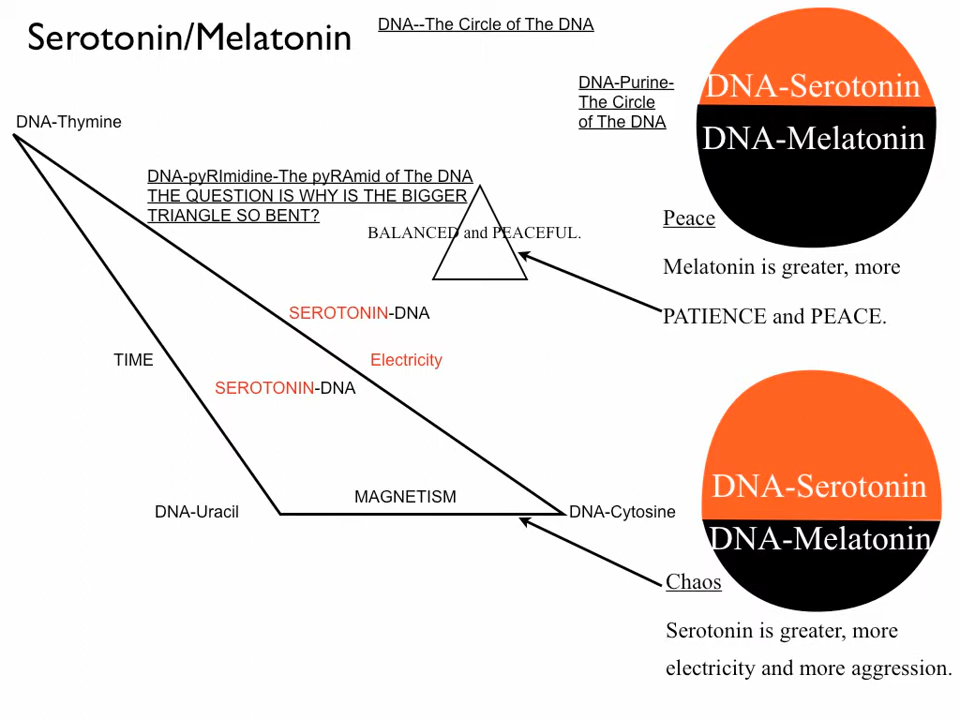 Serotonin/Melatonin
DNA--The Circle of The DNA
DNA-Serotonin
DNA-Melatonin
DNA-Purine-
The Circle
of The DNA
DNA-Thymine
DNA-pyRImidine-The pyRAmid of The DNA
THE QUESTION IS WHY IS THE BIGGER
TRIANGLE SO BENT?
BALANCED and PEACEFUL.
Peace
Melatonin is greater, more
PATIENCE and PEACE.
SEROTONIN-DNA
TIME
Electricity
SEROTONIN-DNA
MAGNETISM
DNA-Uracil
DNA-Cytosine
DNA-Serotonin
DNA-Melatonin
Chaos
Serotonin is greater, more
electricity and more aggression.